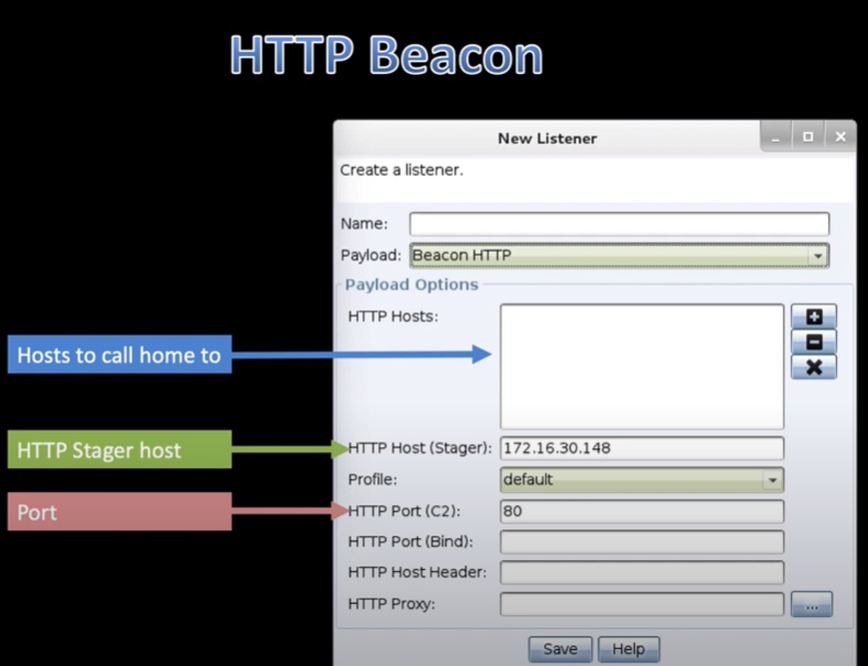 HTTP Beacon
New Listener
Create a listener.
Name:
Payload: Beacon HTTP
Payload Options
HTTP Hosts:
Hosts to call home to
HTTP Stager host
HTTP Host (Stager): 172.16.30.148
Profile: default
Port
HTTP Port (C2): 80
HTTP Port (Bind):
HTTP Host Header:
HTTP Proxy: ...
Save Help